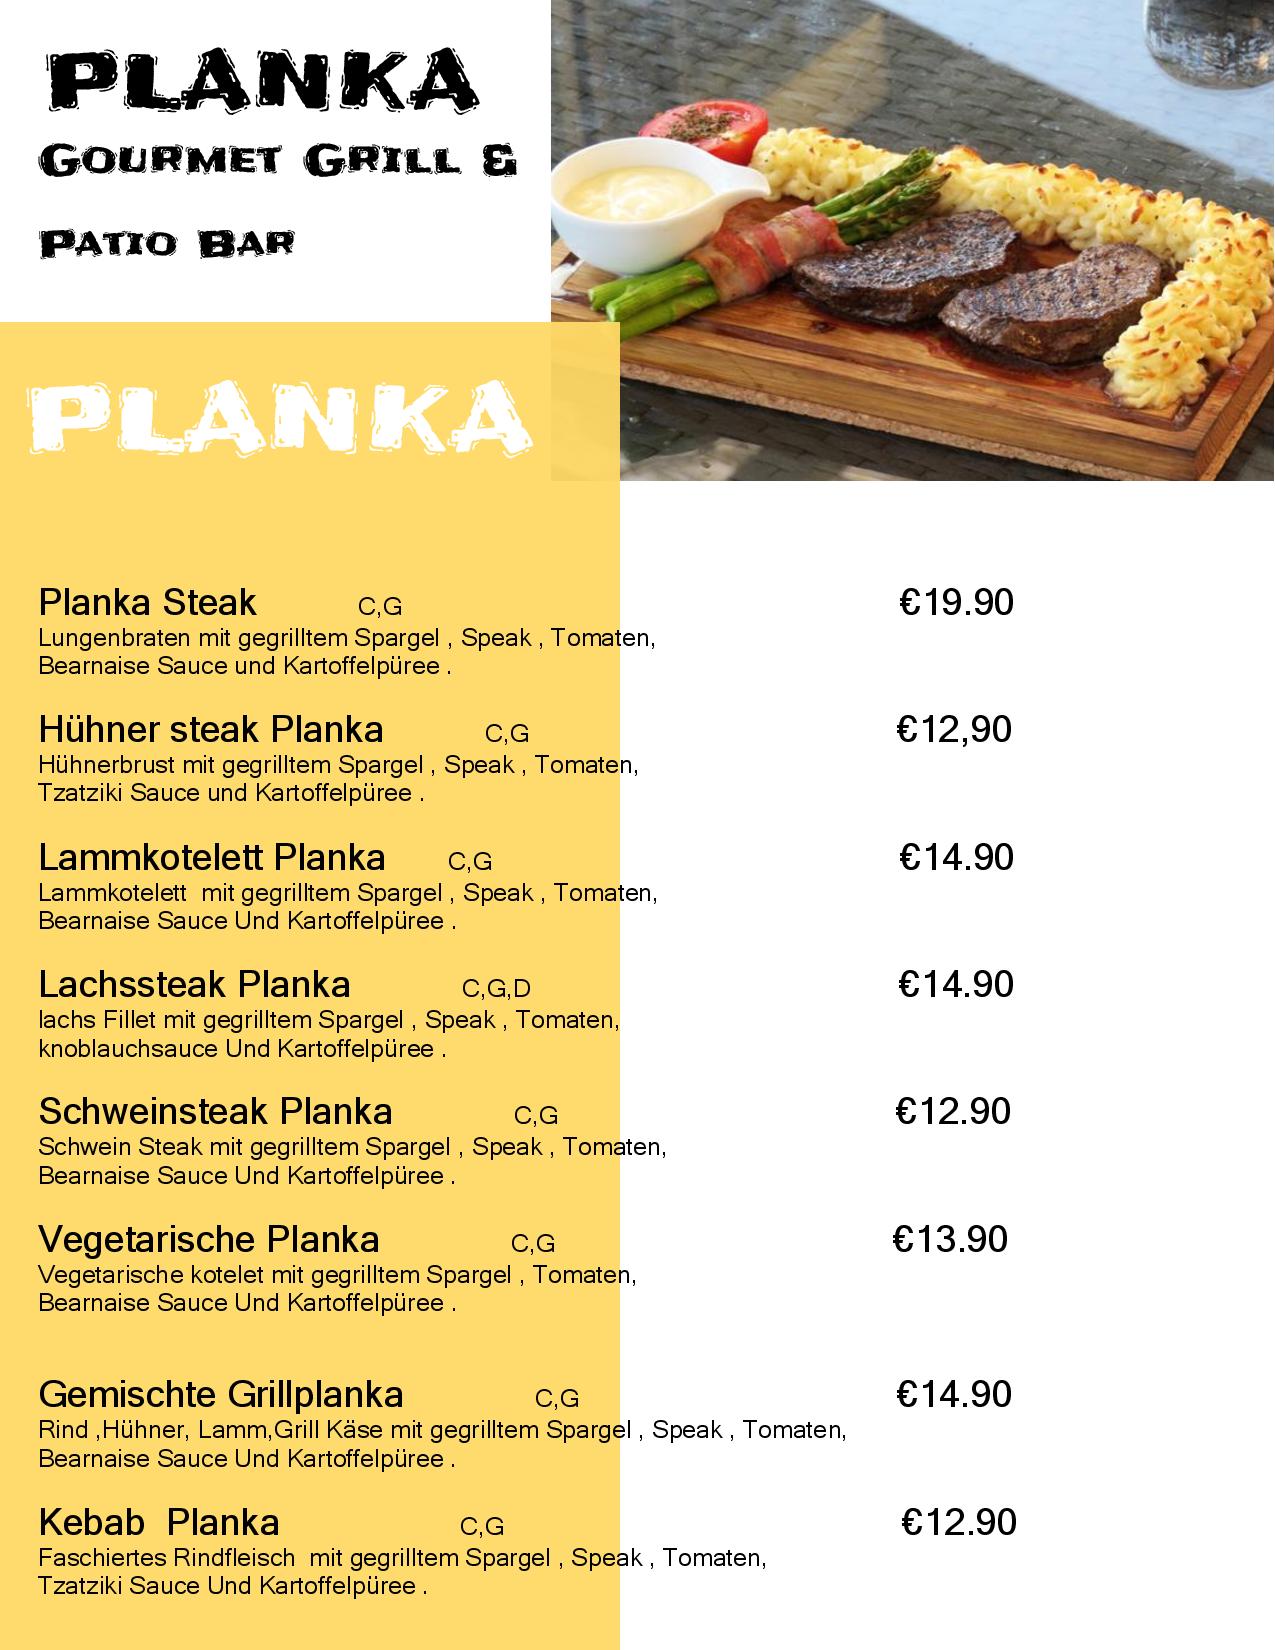 PLANKA
GOURMET GRILL &
PATIO BAR
PLANKA
Planka Steak C,G €19.90
Lungenbraten mit gegrilltem Spargel , Speak , Tomaten,
Bearnaise Sauce und Kartoffelpüree .
Hühner steak Planka C,G €12,90
Hühnerbrust mit gegrilltem Spargel , Speak , Tomaten,
Tzatziki Sauce und Kartoffelpüree .
Lammkotelett Planka C,G €14.90
Lammkotelett mit gegrilltem Spargel , Speak , Tomaten,
Bearnaise Sauce Und Kartoffelpüree .
Lachssteak Planka C,G,D €14.90
lachs Fillet mit gegrilltem Spargel , Speak , Tomaten,
knoblauchsauce Und Kartoffelpüree .
Schweinsteak Planka C,G €12.90
Schwein Steak mit gegrilltem Spargel , Speak , Tomaten,
Bearnaise Sauce Und Kartoffelpüree .
Vegetarische Planka C,G €13.90
Vegetarische kotelet mit gegrilltem Spargel , Tomaten,
Bearnaise Sauce Und Kartoffelpüree .
Gemischte Grillplanka C,G €14.90
Rind ,Hühner, Lamm,Grill Käse mit gegrilltem Spargel , Speak , Tomaten,
Bearnaise Sauce Und Kartoffelpüree .
Kebab Planka C,G €12.90
Faschiertes Rindfleisch mit gegrilltem Spargel , Speak , Tomaten,
Tzatziki Sauce Und Kartoffelpüree .